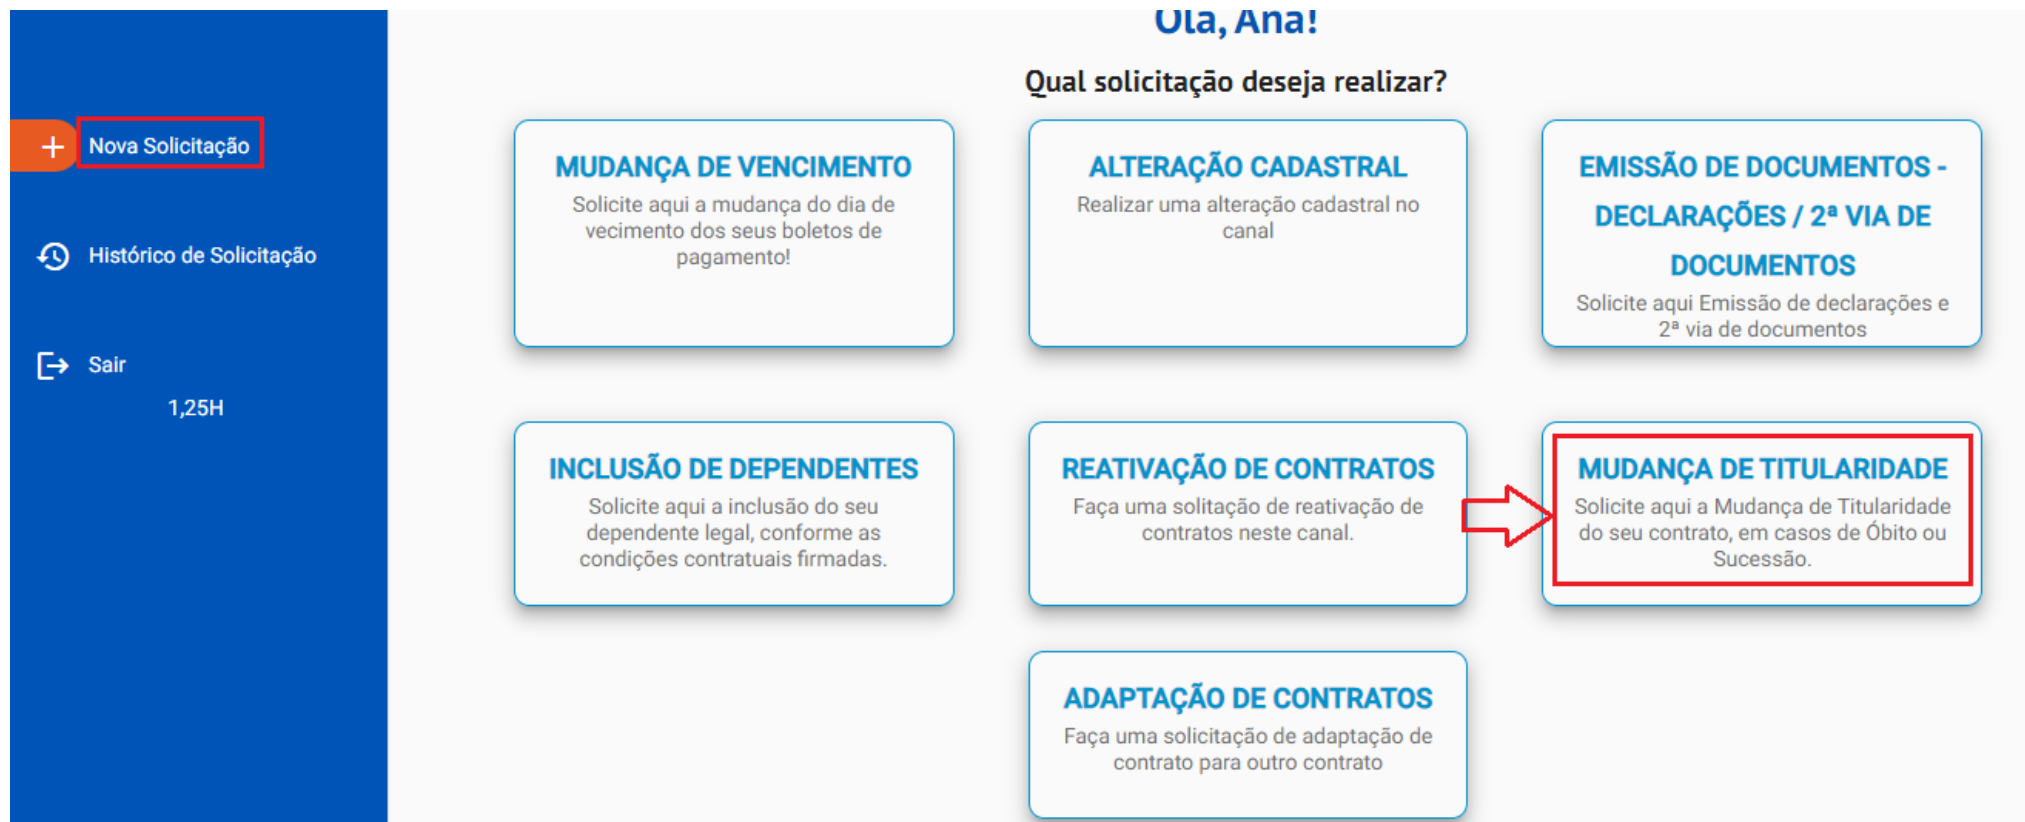 Olá, Ana!
Qual solicitação deseja realizar?
Nova Solicitação
Histórico de Solicitação
Sair
1,25H
MUDANÇA DE VENCIMENTO
Solicite aqui a mudança do dia de
vecimento dos seus boletos de
pagamento!
ALTERAÇÃO CADASTRAL
Realizar uma alteração cadastral no
canal
EMISSÃO DE DOCUMENTOS -
DECLARAÇÕES / 2ª VIA DE
DOCUMENTOS
Solicite aqui Emissão de declarações e
2ª via de documentos
INCLUSÃO DE DEPENDENTES
Solicite aqui a inclusão do seu
dependente legal, conforme as
condições contratuais firmadas.
REATIVAÇÃO DE CONTRATOS
Faça uma solitação de reativação de
contratos neste canal.
MUDANÇA DE TITULARIDADE
Solicite aqui a Mudança de Titularidade
do seu contrato, em casos de Óbito ou
Sucessão.
ADAPTAÇÃO DE CONTRATOS
Faça uma solicitação de adaptação de
contrato para outro contrato